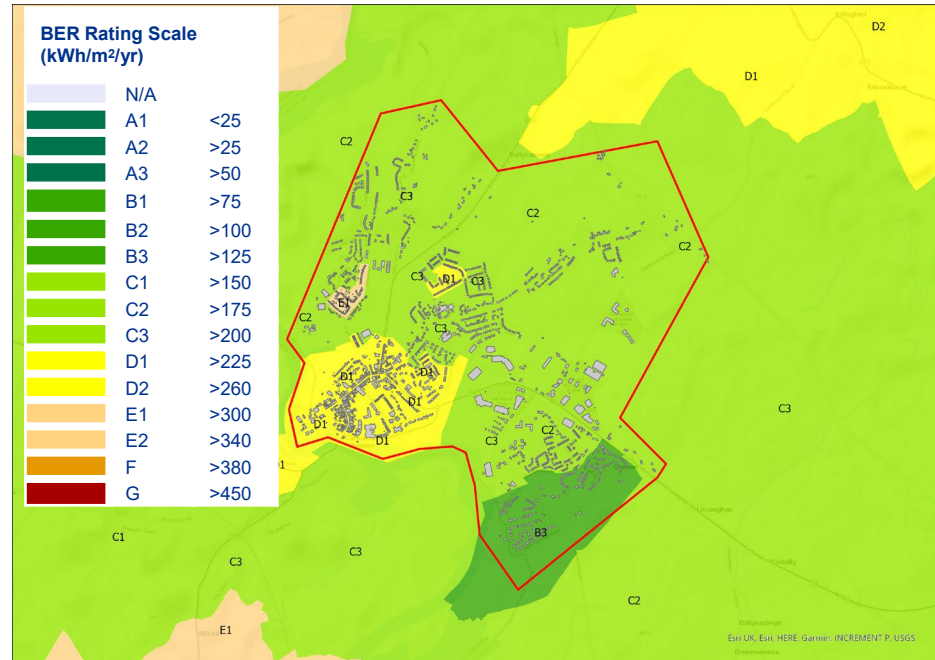 BER Rating Scale
(kWh/m²/yr)
N/A
A1 <25
A2 >25
A3 >50
B1 >75
B2 >100
B3 >125
C1 >150
C2 >175
C3 >200
D1 >225
D2 >260
E1 >300
E2 >340
F >380
G >450
D2
D1
C2
C3
C2
C2
C3
D1
C3
E1
C2
C3
D1
D1
D1
C3
D1
C2
D1
C3
D1
B3
C1
C3
C3
C2
E1
Esri UK, Esri, HERE, Garmin, INCREMENT P, USGS